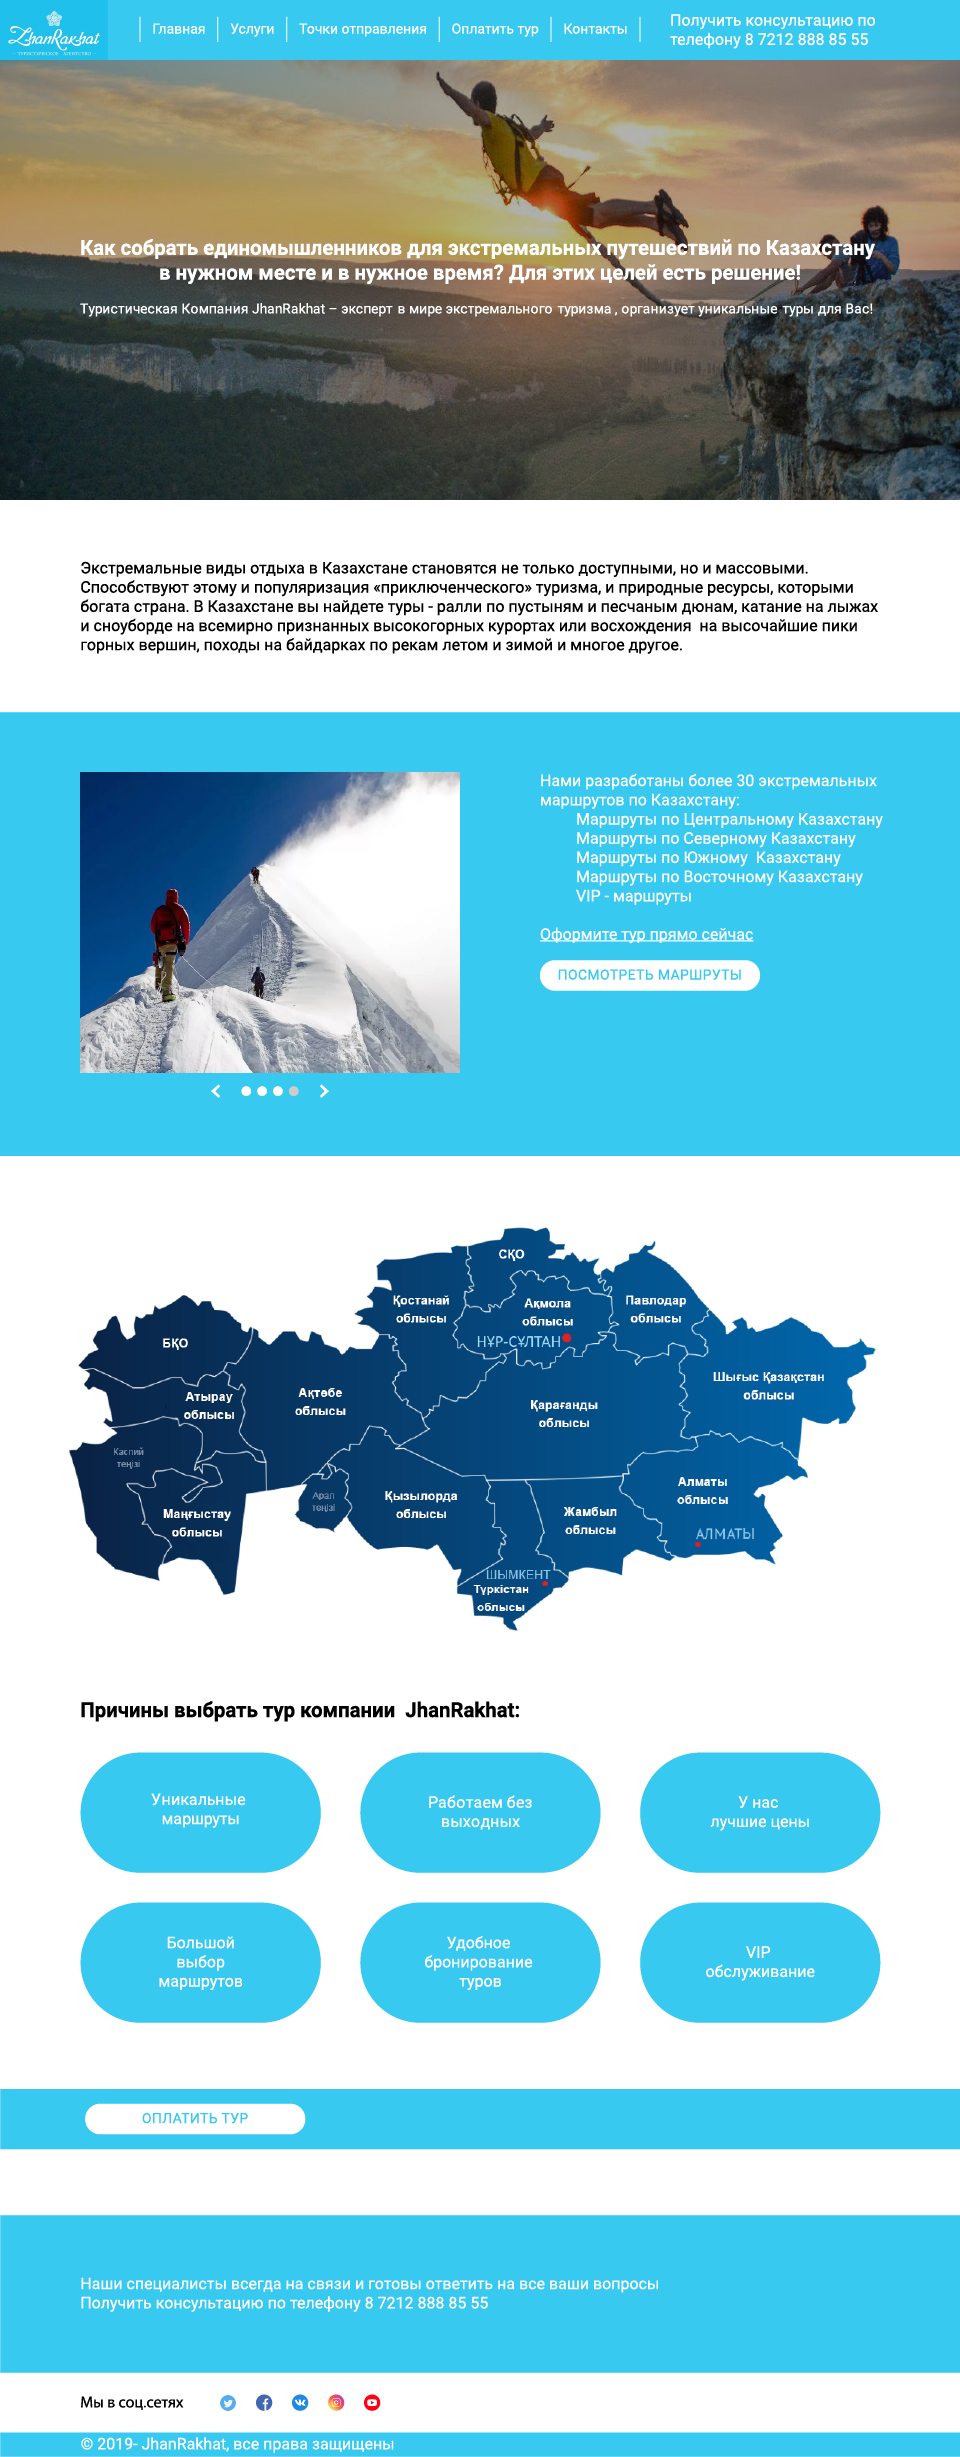 JhanRakhat
ТУРИСТИЧЕСКОЕ АГЕНТСТВО
Главная
Услуги
Точки отправления
Оплатить тур
Контакты
Получить консультацию по
телефону 8 7212 888 85 55
Как собрать единомышленников для экстремальных путешествий по Казахстану
в нужном месте и в нужное время? Для этих целей есть решение!
Туристическая Компания JhanRakhat – эксперт в мире экстремального туризма , организует уникальные туры для Вас!
Экстремальные виды отдыха в Казахстане становятся не только доступными, но и массовыми.
Способствуют этому и популяризация «приключенческого» туризма, и природные ресурсы, которыми
богата страна. В Казахстане вы найдете туры - ралли по пустыням и песчаным дюнам, катание на лыжах
и сноуборде на всемирно признанных высокогорных курортах или восхождения  на высочайшие пики
горных вершин, походы на байдарках по рекам летом и зимой и многое другое.
Нами разработаны более 30 экстремальных
маршрутов по Казахстану:
Маршруты по Центральному Казахстану
Маршруты по Северному Казахстану
Маршруты по Южному  Казахстану
Маршруты по Восточному Казахстану
VIP - маршруты
Оформите тур прямо сейчас
ПОСМОТРЕТЬ МАРШРУТЫ
СҚО
Қостанай
облысы
Ақмола
облысы
НҰР-СҰЛТАН
Павлодар
облысы
БҚО
Атырау
облысы
Ақтөбе
облысы
Қарағанды
облысы
Шығыс Қазақстан
облысы
Каспий
теңізі
Маңғыстау
облысы
Арал
теңізі
Қызылорда
облысы
Жамбыл
облысы
Алматы
облысы
АЛМАТЫ
ШЫМКЕНТ
Түркістан
облысы
Причины выбрать тур компании  JhanRakhat:
Уникальные
маршруты
Работаем без
выходных
У нас
лучшие цены
Большой
выбор
маршрутов
Удобное
бронирование
туров
VIP
обслуживание
ОПЛАТИТЬ ТУР
Наши специалисты всегда на связи и готовы ответить на все ваши вопросы
Получить консультацию по телефону 8 7212 888 85 55
Мы в соц.сетях
© 2019- JhanRakhat, все права защищены